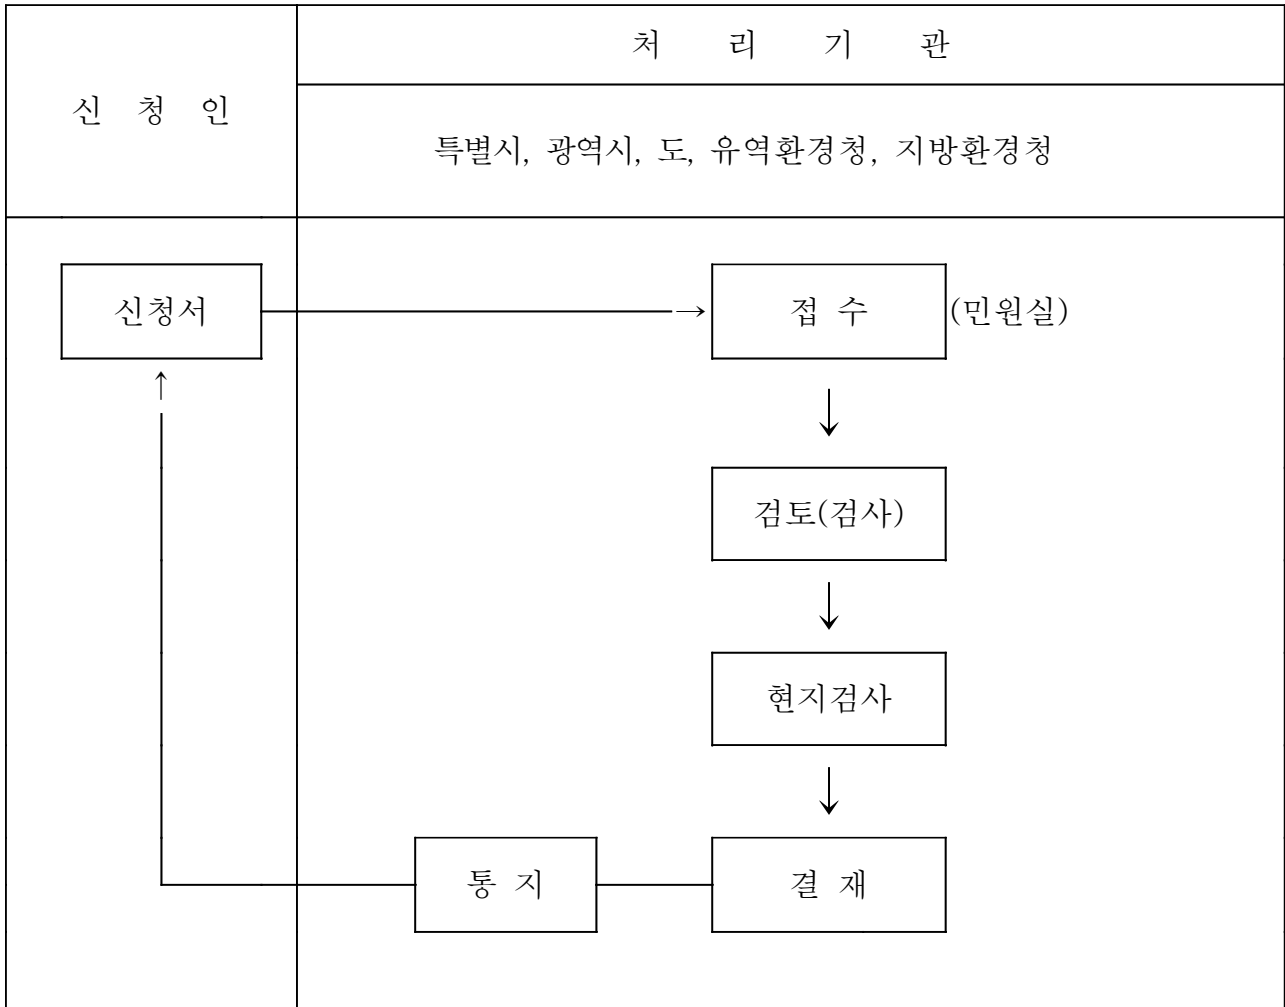 처 리 기 관
신 청 인
특별시, 광역시, 도, 유역환경청, 지방환경청
신청서 → 접 수 (민원실)
↑
↓
검토(검사)
↓
현지검사
↓
통 지 결 재